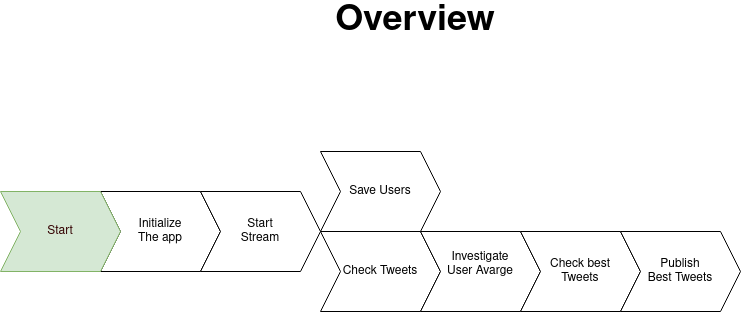 Overview
Save Users
Start
Initialize
The app
Start
Stream
Check Tweets
Investigate
User Avarge
Check best
Tweets
Publish
Best Tweets